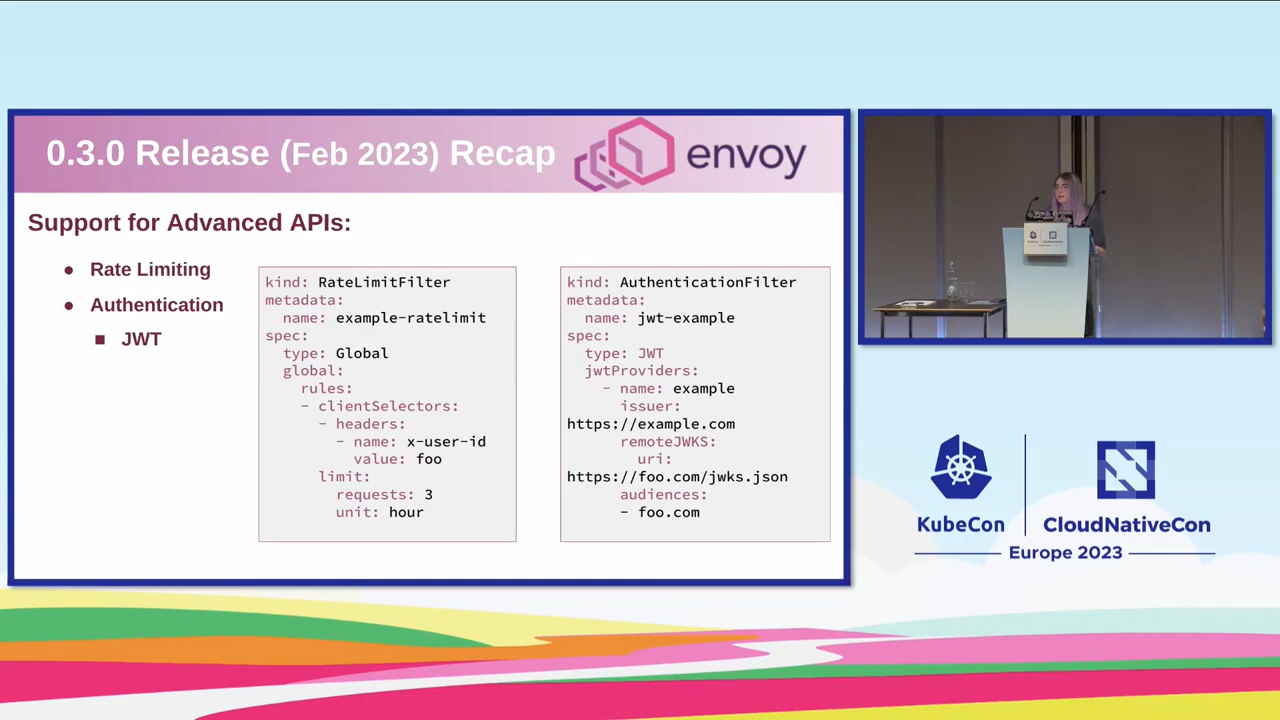 0.3.0 Release (Feb 2023) Recap
envoy
Support for Advanced APIs:
● Rate Limiting
● Authentication
■ JWT
kind: RateLimitFilter
metadata:
  name: example-ratelimit
spec:
  type: Global
  global:
    rules:
    - clientSelectors:
      - headers:
        - name: x-user-id
          value: foo
      limit:
        requests: 3
        unit: hour
kind: AuthenticationFilter
metadata:
  name: jwt-example
spec:
  type: JWT
  jwtProviders:
    - name: example
      issuer:
https://example.com
      remoteJWKS:
        uri:
https://foo.com/jwks.json
      audiences:
      - foo.com
KubeCon
CloudNativeCon
Europe 2023